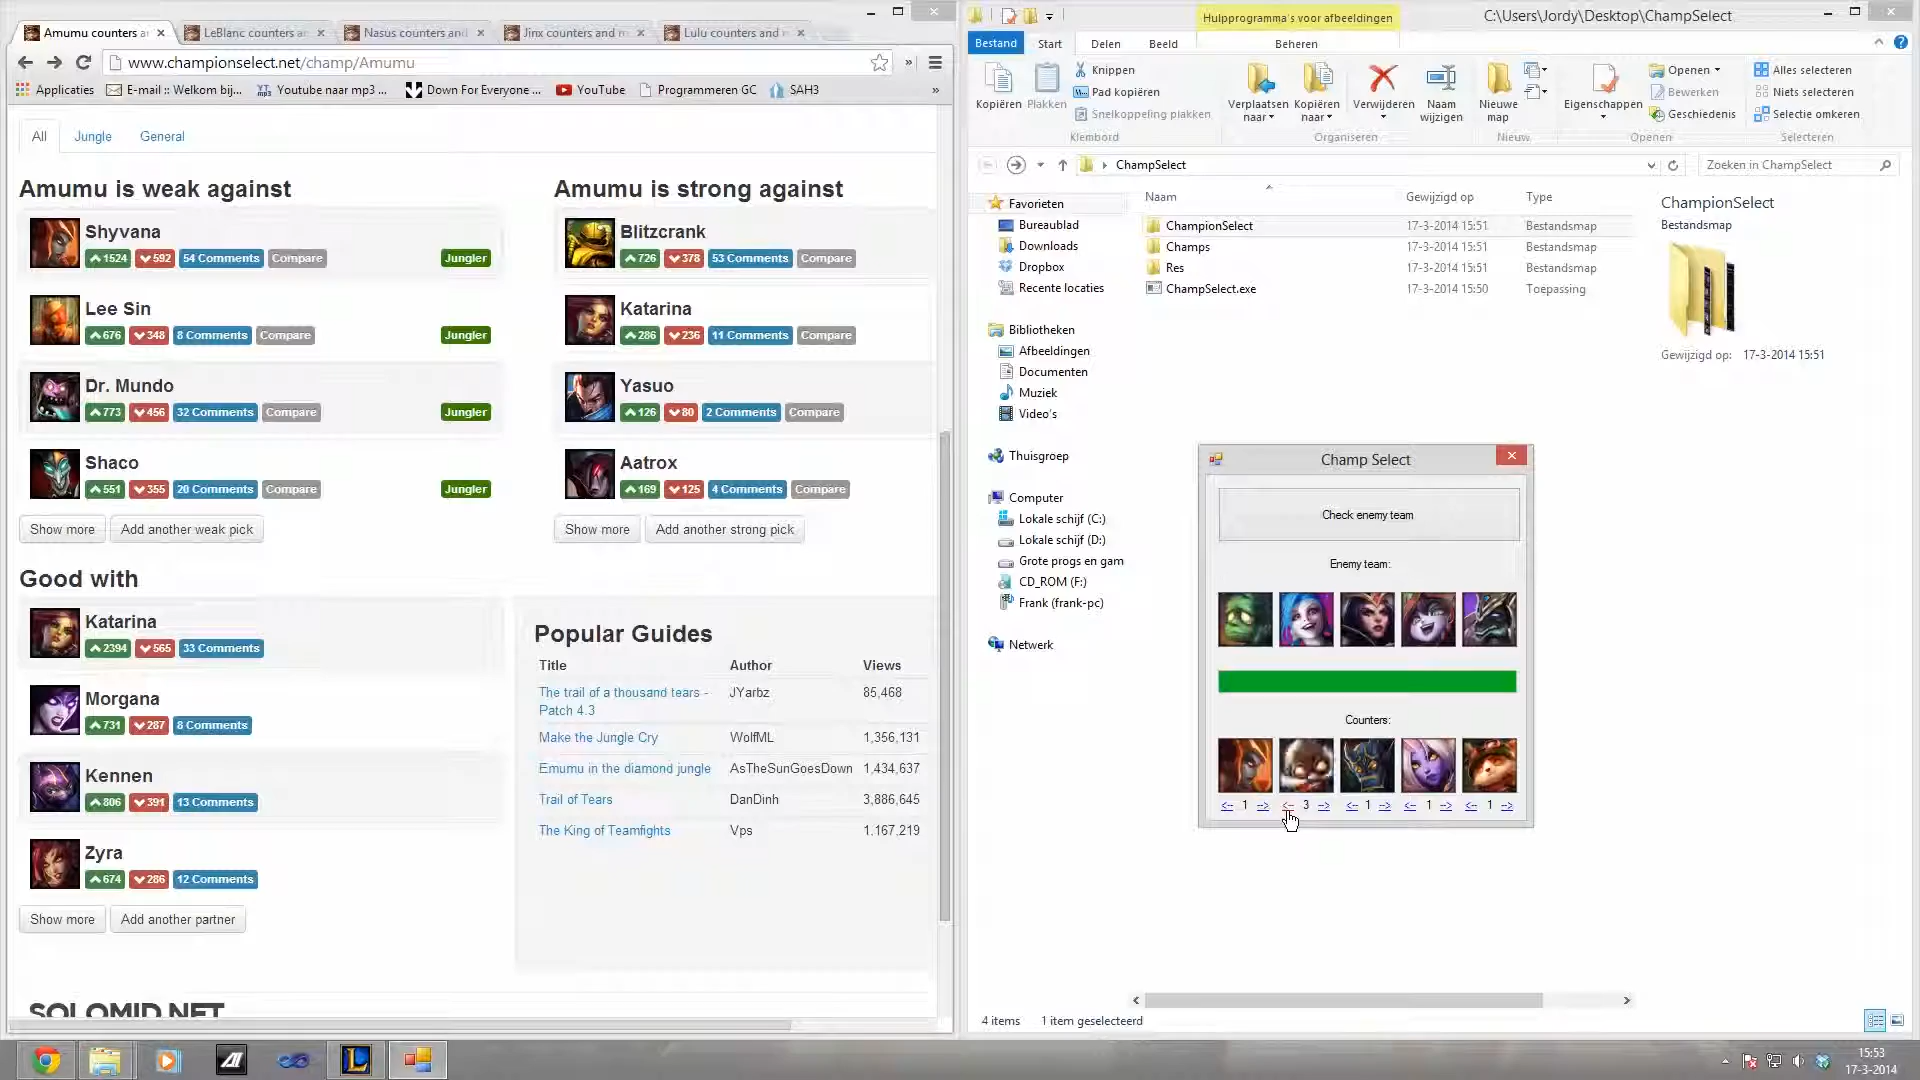 Amumu counters a
LeBlanc counters a
Nasus counters and
Jinx counters and m
Lulu counters and m
www.championselect.net/champ/Amumu
Applicaties
E-mail :: Welkom bij...
Youtube naar mp3 ...
Down For Everyone ...
YouTube
Programmeren GC
SAH3
»
All
Jungle
General
Amumu is weak against
Shyvana
1524 592 54 Comments Compare Jungler
Lee Sin
676 348 8 Comments Compare Jungler
Dr. Mundo
773 456 32 Comments Compare Jungler
Shaco
551 355 20 Comments Compare Jungler
Show more Add another weak pick
Amumu is strong against
Blitzcrank
726 378 53 Comments Compare
Katarina
286 236 11 Comments Compare
Yasuo
126 80 2 Comments Compare
Aatrox
169 125 4 Comments Compare
Show more Add another strong pick
Good with
Katarina
2394 565 33 Comments
Morgana
731 287 8 Comments
Kennen
806 391 13 Comments
Zyra
674 286 12 Comments
Show more Add another partner
Popular Guides
Title Author Views
The trail of a thousand tears -
Patch 4.3 JYarbz 85,468
Make the Jungle Cry WolfML 1,356,131
Emumu in the diamond jungle AsTheSunGoesDown 1,434,637
Trail of Tears DanDinh 3,886,645
The King of Teamfights Vps 1.167,219
SOLOMID.NET
Hulpprogramma's voor afbeeldingen
C:\Users\Jordy\Desktop\ChampSelect
Bestand Start Delen Beeld Beheren
Kopiëren
Plakken
Knippen
Pad kopiëren
Snelkoppeling plakken
Klembord
Verplaatsen
naar
Kopiëren
naar
Verwijderen
Naam
wijzigen
Organiseren
Nieuwe
map
Nieuw
Eigenschappen
Openen
Bewerken
Geschiedenis
Openen
Alles selecteren
Niets selecteren
Selectie omkeren
Selecteren
ChampSelect
Zoeken in ChampSelect
Favorieten
Bureaublad
Downloads
Dropbox
Recente locaties
Bibliotheken
Afbeeldingen
Documenten
Muziek
Video's
Thuisgroep
Computer
Lokale schijf (C:)
Lokale schijf (D:)
Grote progs en gam
CD_ROM (F:)
Frank (frank-pc)
Netwerk
Naam Gewijzigd op Type
ChampionSelect 17-3-2014 15:51 Bestandsmap
Champs 17-3-2014 15:51 Bestandsmap
Res 17-3-2014 15:51 Bestandsmap
ChampSelect.exe 17-3-2014 15:50 Toepassing
ChampionSelect
Bestandsmap
Gewijzigd op: 17-3-2014 15:51
Champ Select
Check enemy team
Enemy team:
Counters:
<-- 1 --> <-- 3 --> <-- 1 --> <-- 1 --> <-- 1 -->
4 items 1 item geselecteerd
15:53
17-3-2014